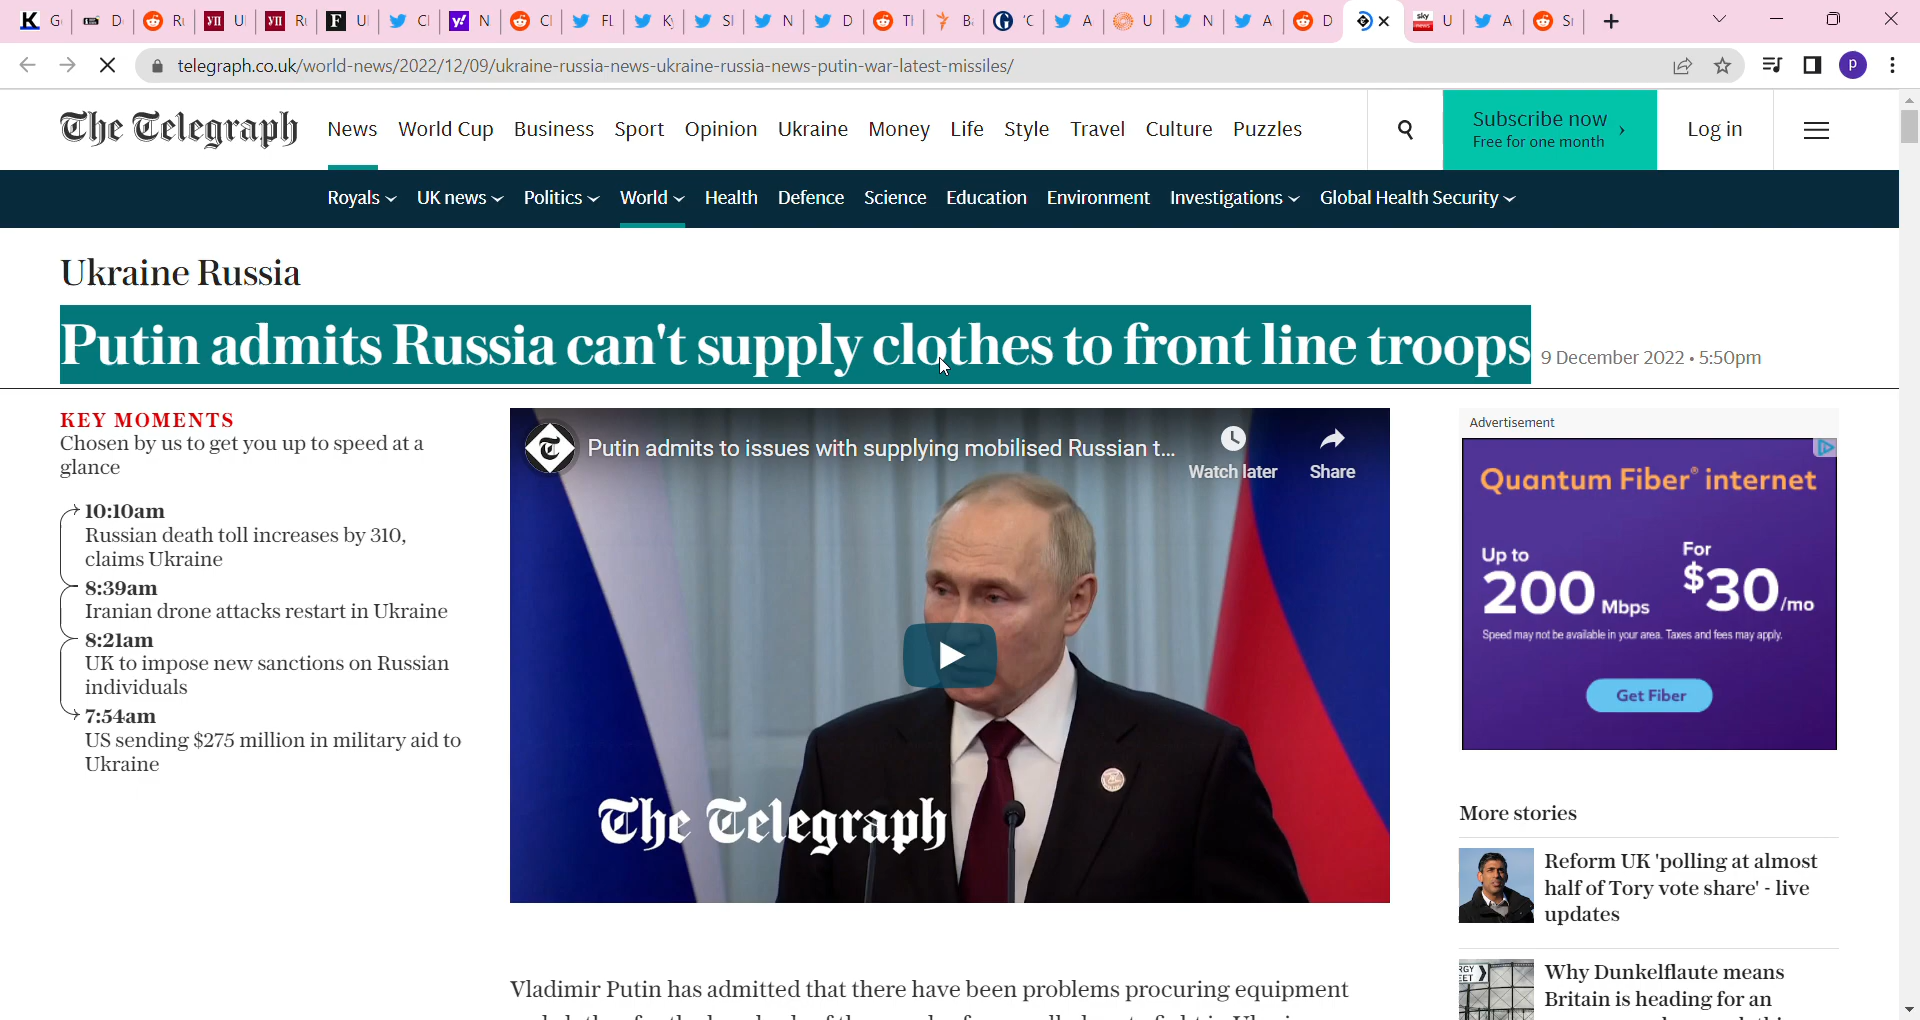 telegraph.co.uk/world-news/2022/12/09/ukraine-russia-news-ukraine-russia-news-putin-war-latest-missiles/
The Telegraph
News World Cup Business Sport Opinion Ukraine Money Life Style Travel Culture Puzzles
Subscribe now
Free for one month
Log in
Royals UK news Politics World Health Defence Science Education Environment Investigations Global Health Security
Ukraine Russia
Putin admits Russia can't supply clothes to front line troops
9 December 2022 • 5:50pm
KEY MOMENTS
Chosen by us to get you up to speed at a
glance
10:10am
Russian death toll increases by 310,
claims Ukraine
8:39am
Iranian drone attacks restart in Ukraine
8:21am
UK to impose new sanctions on Russian
individuals
7:54am
US sending $275 million in military aid to
Ukraine
Putin admits to issues with supplying mobilised Russian t...
Watch later
Share
The Telegraph
Vladimir Putin has admitted that there have been problems procuring equipment
Advertisement
Quantum Fiber® internet
Up to
200 Mbps
For
$30/mo
Speed may not be available in your area. Taxes and fees may apply.
Get Fiber
More stories
Reform UK 'polling at almost
half of Tory vote share' - live
updates
Why Dunkelflaute means
Britain is heading for an